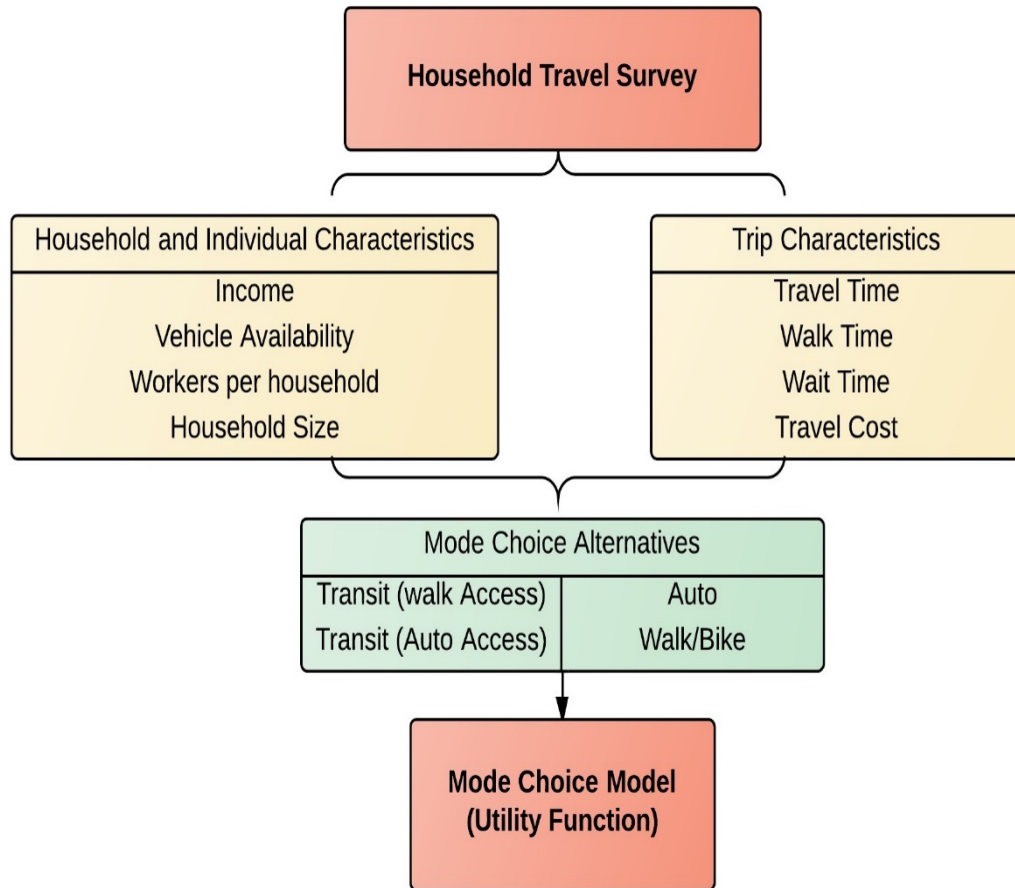 Household Travel Survey
Household and Individual Characteristics
Income
Vehicle Availability
Workers per household
Household Size
Trip Characteristics
Travel Time
Walk Time
Wait Time
Travel Cost
Mode Choice Alternatives
Transit (walk Access)
Transit (Auto Access)
Auto
Walk/Bike
Mode Choice Model
(Utility Function)